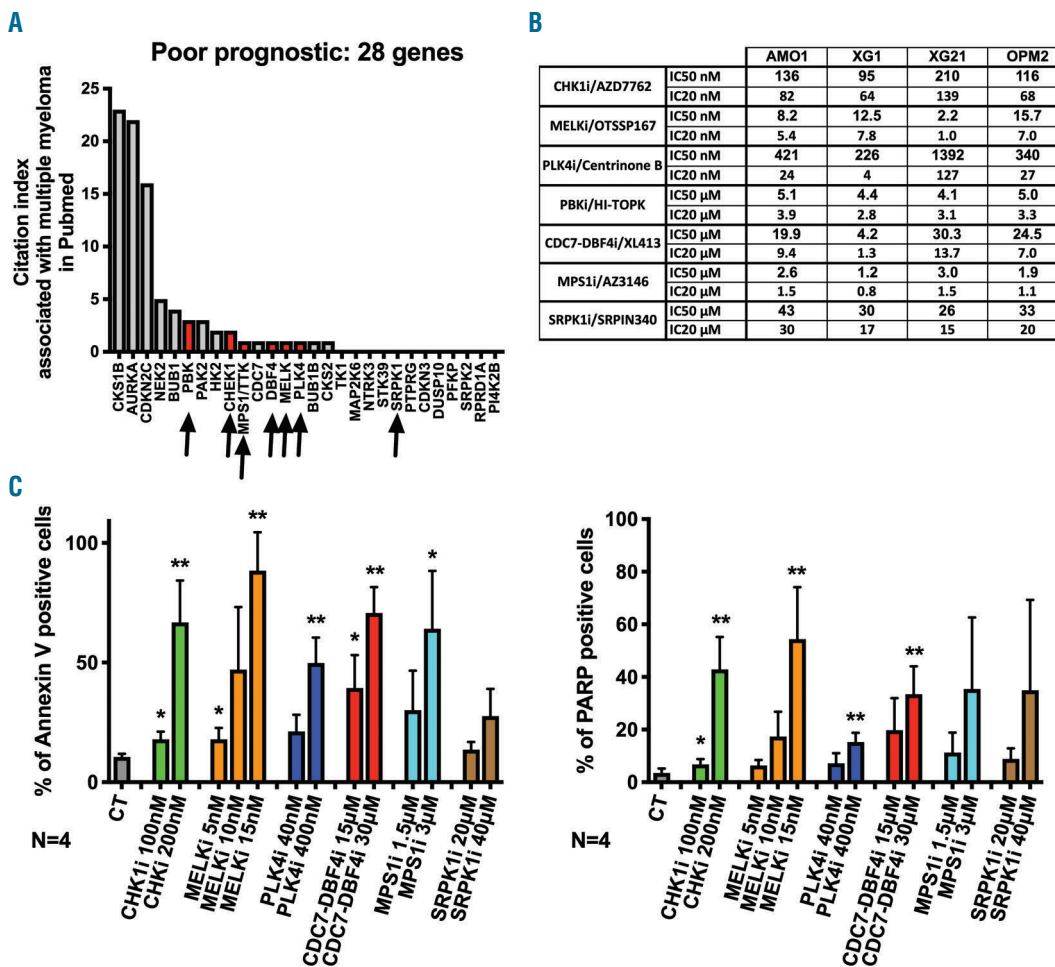 A
Poor prognostic: 28 genes
Citation index
associated with multiple myeloma
in Pubmed
25
20
15
10
5
0
CKS1B
AURKA
CDKN2C
NEK2
BUB1
PBK
PAK2
HK2
CHEK1
MPS1/TTK
CDC7
DBF4
MELK
PLK4
BUB1B
CKS2
TK1
MAP2K6
NTRK3
STK39
SRPK1
PTPRG
CDKN3
DUSP10
PFKP
SRPK2
RPRD1A
PI4K2B
B
AMO1 XG1 XG21 OPM2
CHK1i/AZD7762 IC50 nM 136 95 210 116
IC20 nM 82 64 139 68
MELKi/OTSSP167 IC50 nM 8.2 12.5 2.2 15.7
IC20 nM 5.4 7.8 1.0 7.0
PLK4i/Centrinone B IC50 nM 421 226 1392 340
IC20 nM 24 4 127 27
PBKi/HI-TOPK IC50 µM 5.1 4.4 4.1 5.0
IC20 µM 3.9 2.8 3.1 3.3
CDC7-DBF4i/XL413 IC50 µM 19.9 4.2 30.3 24.5
IC20 µM 9.4 1.3 13.7 7.0
MPS1i/AZ3146 IC50 µM 2.6 1.2 3.0 1.9
IC20 µM 1.5 0.8 1.5 1.1
SRPK1i/SRPIN340 IC50 µM 43 30 26 33
IC20 µM 30 17 15 20
C
% of Annexin V positive cells
100
50
0
* ** * ** ** * ** *
CT
CHK1i 100nM
CHKi 200nM
MELKi 5nM
MELKi 10nM
MELKi 15nM
PLK4i 40nM
PLK4i 400nM
CDC7-DBF4i 15µM
CDC7-DBF4i 30µM
MPS1i 1.5µM
MPS1i 3µM
SRPK1i 20µM
SRPK1i 40µM
N=4
% of PARP positive cells
100
80
60
40
20
0
* ** ** ** **
CT
CHK1i 100nM
CHKi 200nM
MELKi 5nM
MELKi 10nM
MELKi 15nM
PLK4i 40nM
PLK4i 400nM
CDC7-DBF4i 15µM
CDC7-DBF4i 30µM
MPS1i 1.5µM
MPS1i 3µM
SRPK1i 20µM
SRPK1i 40µM
N=4